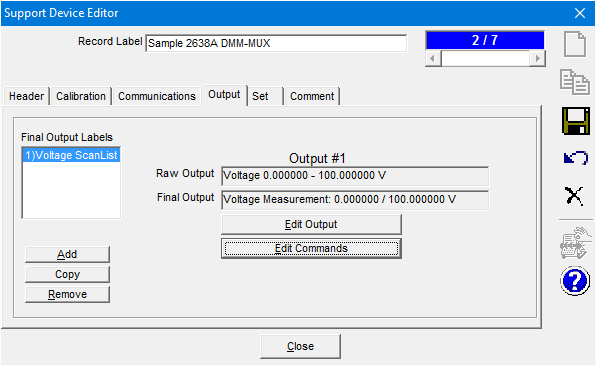 Support Device Editor
Record Label Sample 2638A DMM-MUX
2 / 7
Header Calibration Communications Output Set Comment
Final Output Labels
1)Voltage ScanList
Output #1
Raw Output Voltage 0.000000 - 100.000000 V
Final Output Voltage Measurement: 0.000000 / 100.000000 V
Edit Output
Edit Commands
Add
Copy
Remove
Close
?